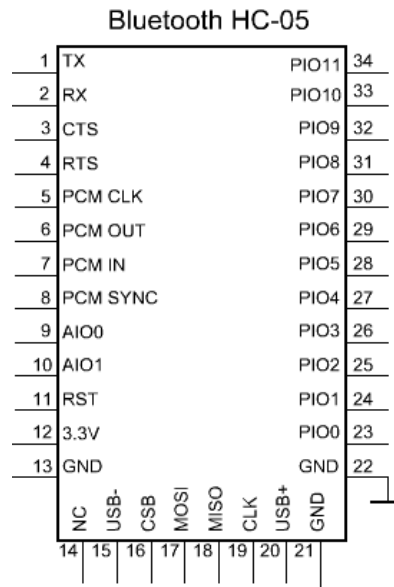 Bluetooth HC-05
1 TX PIO11 34
2 RX PIO10 33
3 CTS PIO9 32
4 RTS PIO8 31
5 PCM CLK PIO7 30
6 PCM OUT PIO6 29
7 PCM IN PIO5 28
8 PCM SYNC PIO4 27
9 AIO0 PIO3 26
10 AIO1 PIO2 25
11 RST PIO1 24
12 3.3V PIO0 23
13 GND GND 22
NC USB- CSB MOSI MISO CLK USB+ GND
14 15 16 17 18 19 20 21